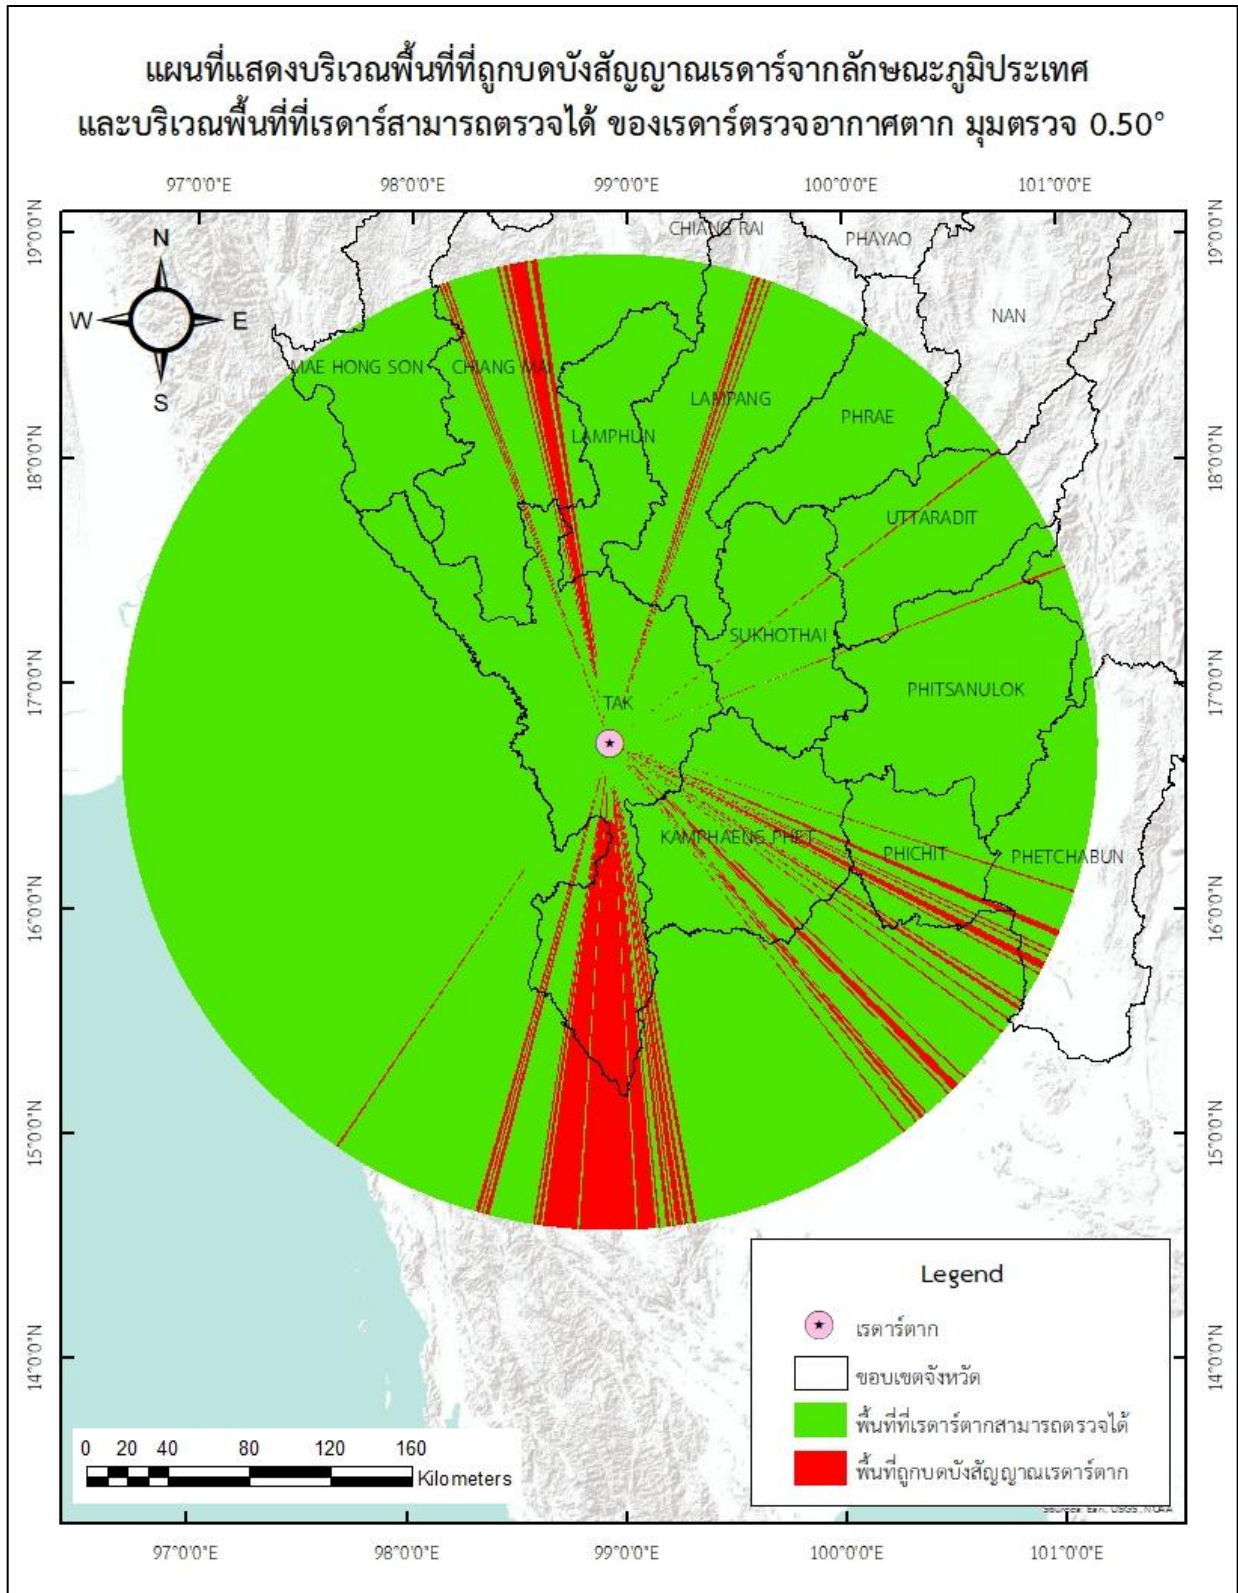 แผนที่แสดงบริเวณพื้นที่ที่ถูกบดบังสัญญาณเรดาร์จากลักษณะภูมิประเทศ
และบริเวณพื้นที่ที่เรดาร์สามารถตรวจได้ ของเรดาร์ตรวจอากาศตาก มุมตรวจ 0.50°
97°0'0"E 98°0'0"E 99°0'0"E 100°0'0"E 101°0'0"E
19°0'0"N 19°0'0"N
CHIANG RAI
PHAYAO
N
W E
S
NAN
MAE HONG SON
CHIANG MAI
LAMPANG
PHRAE
LAMPHUN
18°0'0"N 18°0'0"N
UTTARADIT
SUKHOTHAI
17°0'0"N 17°0'0"N
PHITSANULOK
TAK
KAMPHAENG PHET
PHICHIT
PHETCHABUN
16°0'0"N 16°0'0"N
15°0'0"N 15°0'0"N
14°0'0"N 14°0'0"N
Legend
เรดาร์ตาก
ขอบเขตจังหวัด
พื้นที่ที่เรดาร์ตากสามารถตรวจได้
พื้นที่ถูกบดบังสัญญาณเรดาร์ตาก
0 20 40 80 120 160
Kilometers
Sources: Esri, USGS, NOAA
97°0'0"E 98°0'0"E 99°0'0"E 100°0'0"E 101°0'0"E